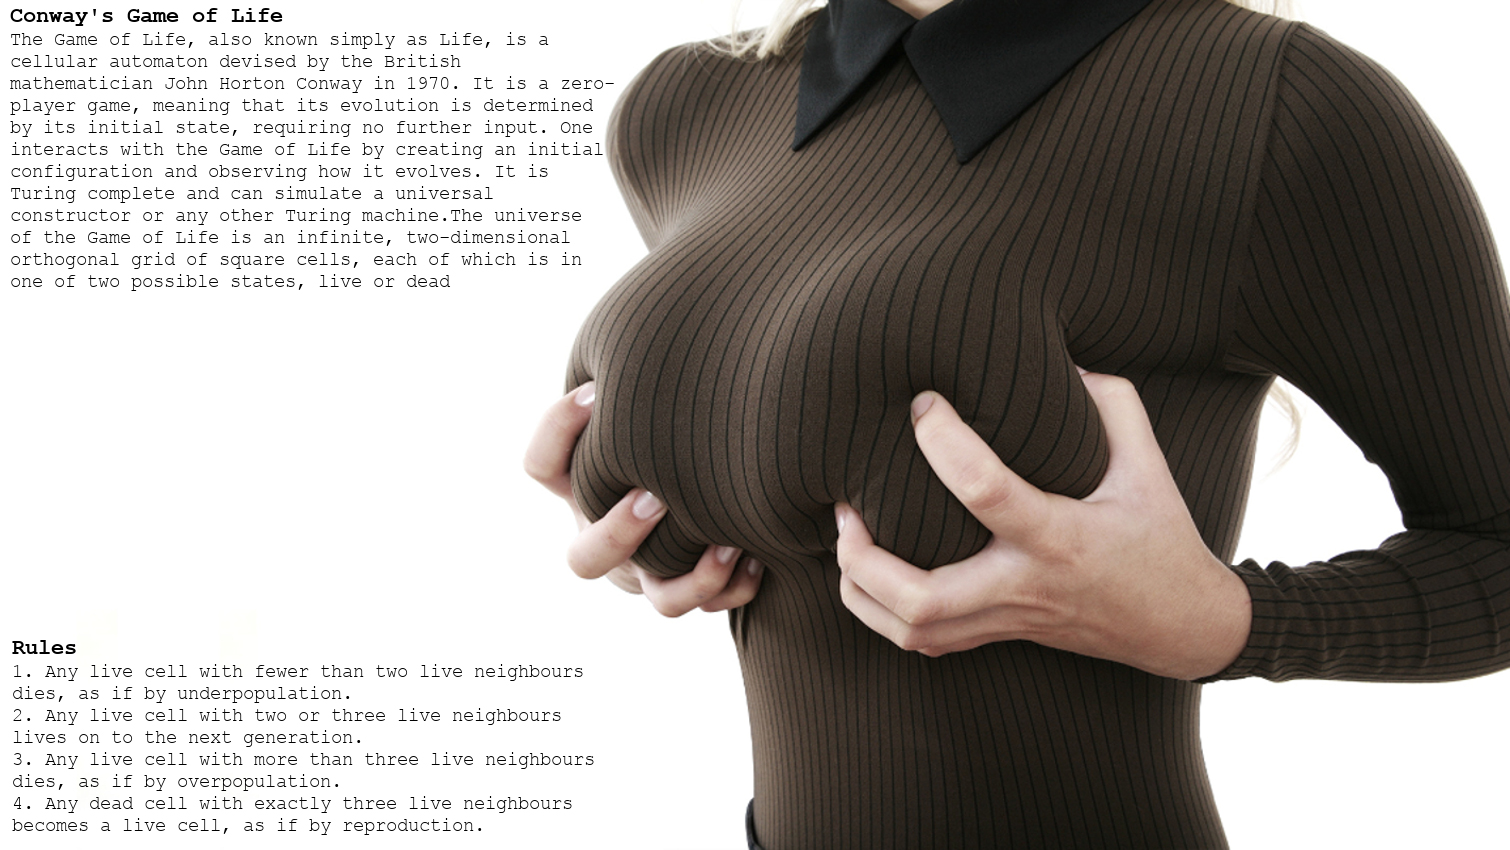 Conway's Game of Life
The Game of Life, also known simply as Life, is a
cellular automaton devised by the British
mathematician John Horton Conway in 1970. It is a zero-
player game, meaning that its evolution is determined
by its initial state, requiring no further input. One
interacts with the Game of Life by creating an initial
configuration and observing how it evolves. It is
Turing complete and can simulate a universal
constructor or any other Turing machine.The universe
of the Game of Life is an infinite, two-dimensional
orthogonal grid of square cells, each of which is in
one of two possible states, live or dead
Rules
1. Any live cell with fewer than two live neighbours
dies, as if by underpopulation.
2. Any live cell with two or three live neighbours
lives on to the next generation.
3. Any live cell with more than three live neighbours
dies, as if by overpopulation.
4. Any dead cell with exactly three live neighbours
becomes a live cell, as if by reproduction.